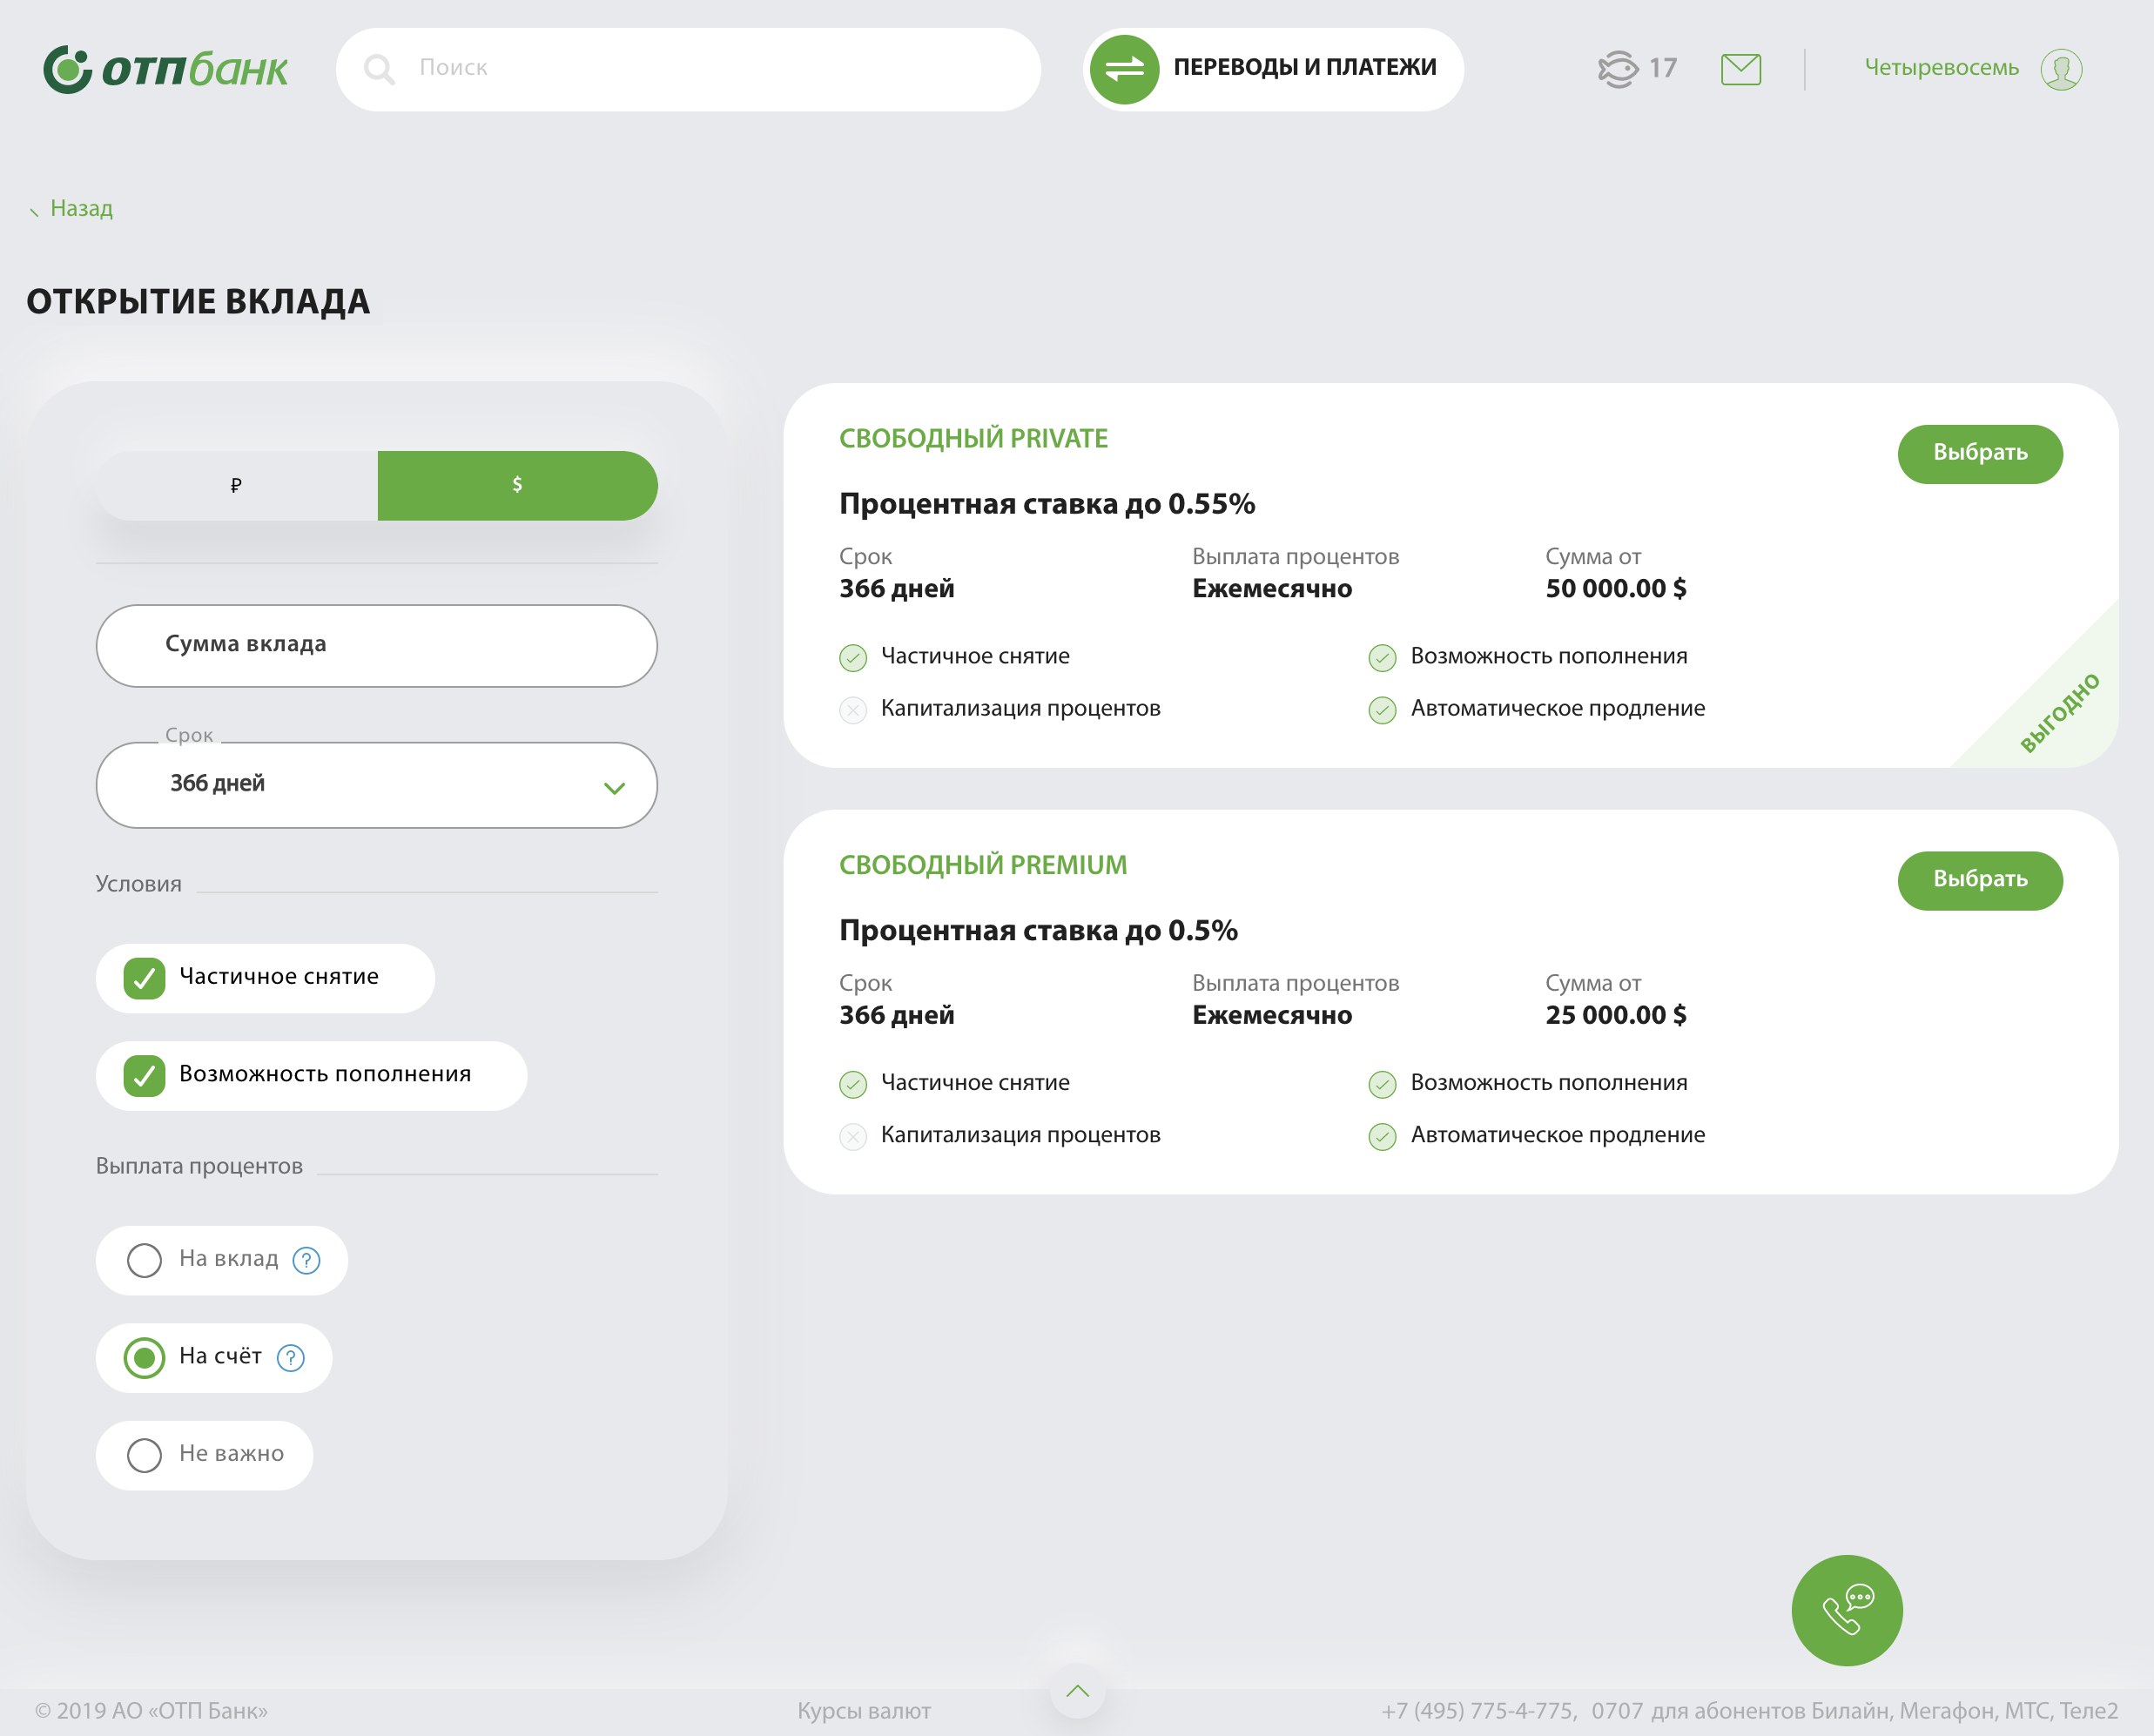 ОТПбанк
Поиск
ПЕРЕВОДЫ И ПЛАТЕЖИ
17
Четыревосемь
Назад
ОТКРЫТИЕ ВКЛАДА
₽
$
Сумма вклада
Срок
366 дней
Условия
Частичное снятие
Возможность пополнения
Выплата процентов
На вклад ?
На счёт ?
Не важно
СВОБОДНЫЙ PRIVATE
Выбрать
Процентная ставка до 0.55%
Срок Выплата процентов Сумма от
366 дней Ежемесячно 50 000.00 $
Частичное снятие Возможность пополнения
Капитализация процентов Автоматическое продление
ВЫГОДНО
СВОБОДНЫЙ PREMIUM
Выбрать
Процентная ставка до 0.5%
Срок Выплата процентов Сумма от
366 дней Ежемесячно 25 000.00 $
Частичное снятие Возможность пополнения
Капитализация процентов Автоматическое продление
© 2019 АО «ОТП Банк» Курсы валют +7 (495) 775-4-775, 0707 для абонентов Билайн, Мегафон, МТС, Теле2